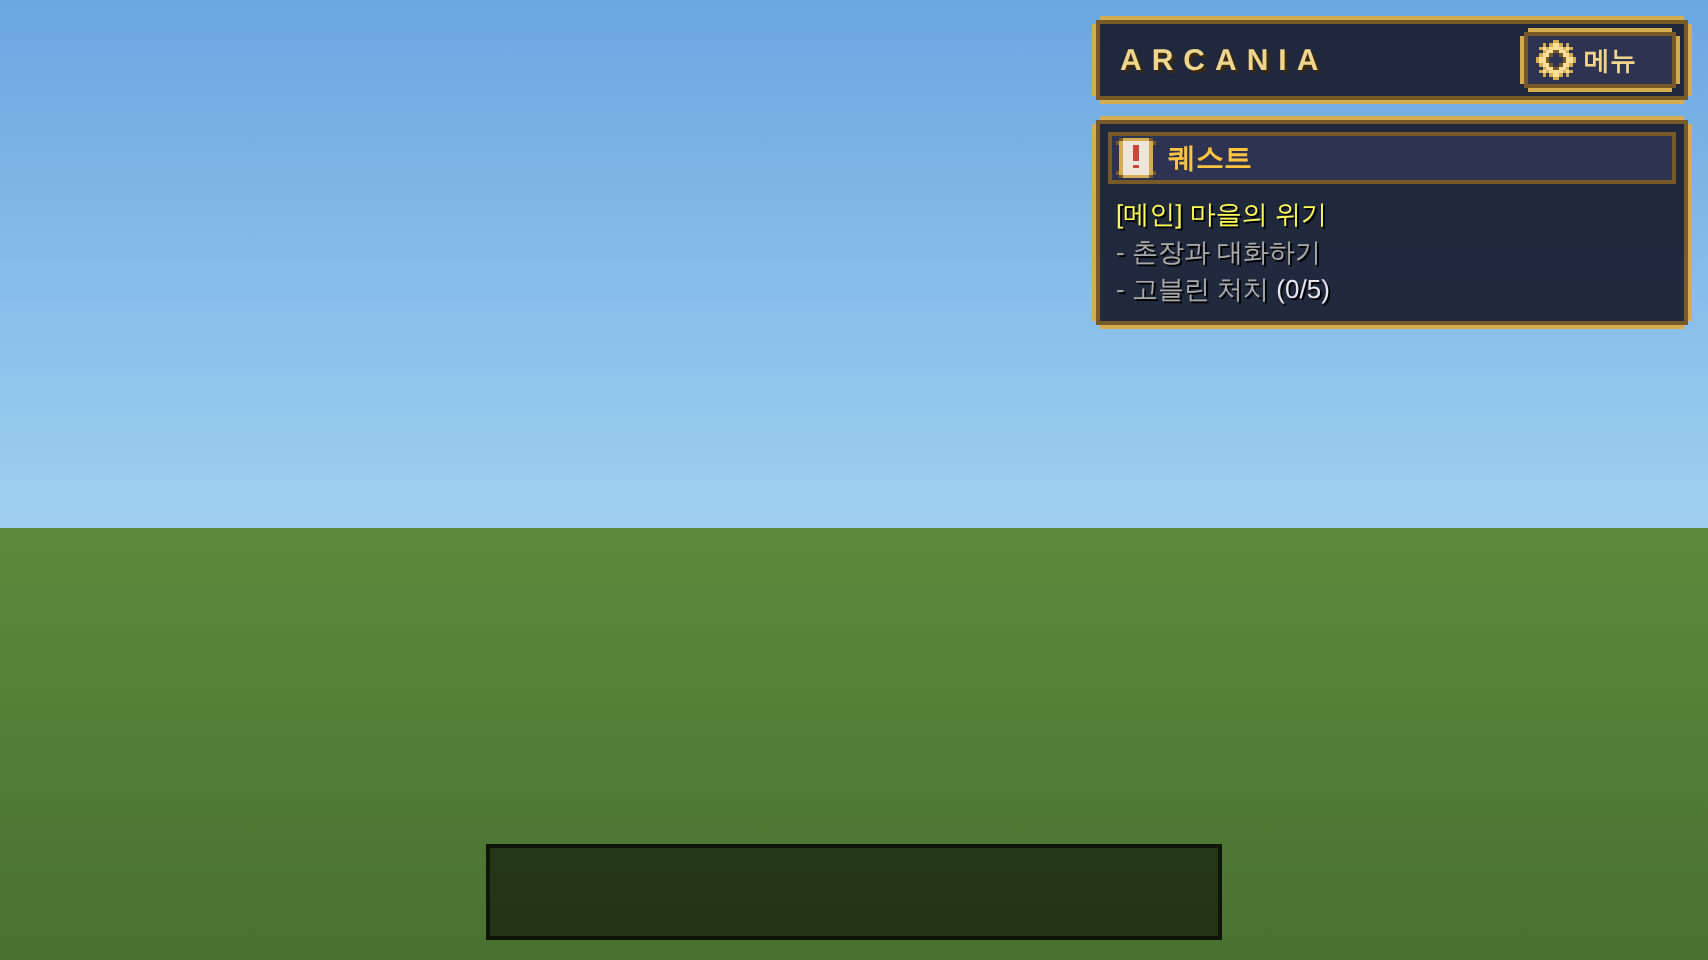 ARCANIA
메뉴
퀘스트
[메인] 마을의 위기
- 촌장과 대화하기
- 고블린 처치 (0/5)